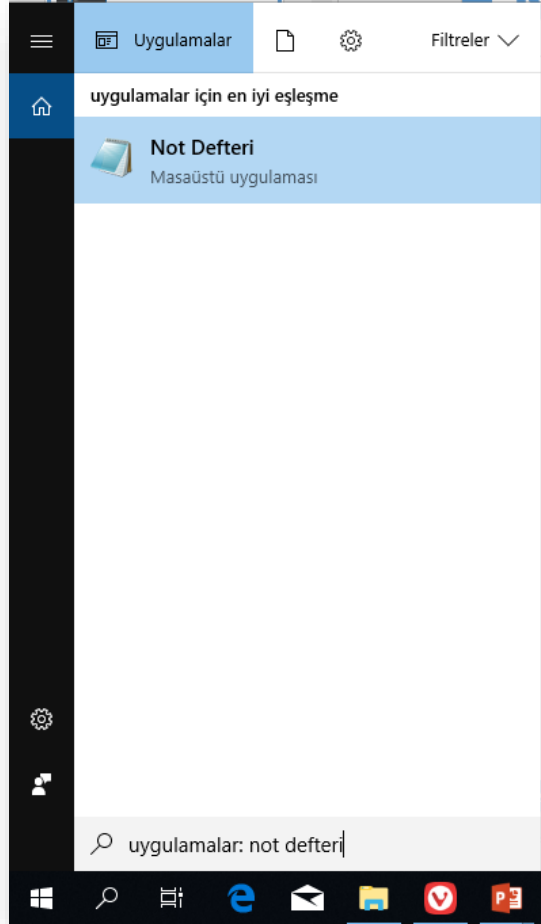 Uygulamalar Filtreler
uygulamalar için en iyi eşleşme
Not Defteri
Masaüstü uygulaması
uygulamalar: not defteri